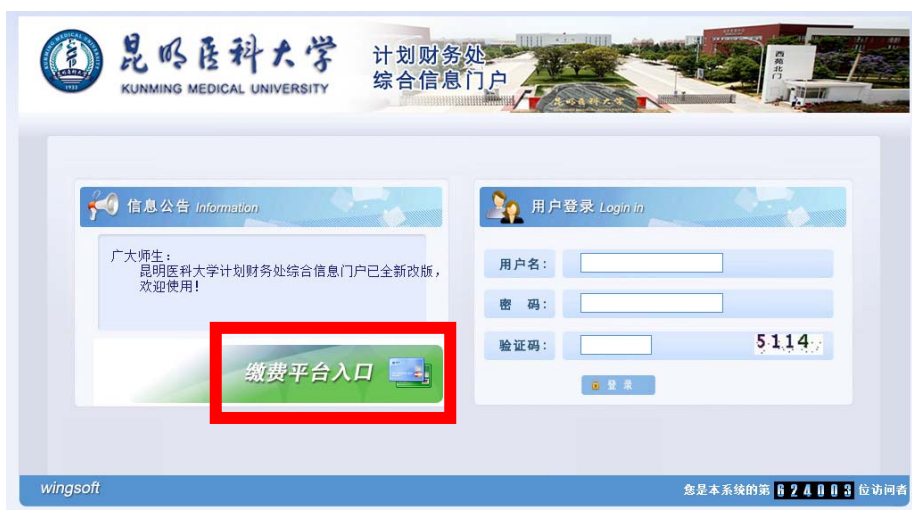 昆明医科大学
KUNMING MEDICAL UNIVERSITY
计划财务处
综合信息门户
西苑北门
昆明医科大学
信息公告 Information
广大师生：
昆明医科大学计划财务处综合信息门户已全新改版，
欢迎使用！
缴费平台入口
用户登录 Login in
用户名：
密 码：
验证码：
5114
登 录
wingsoft
您是本系统的第 624003 位访问者